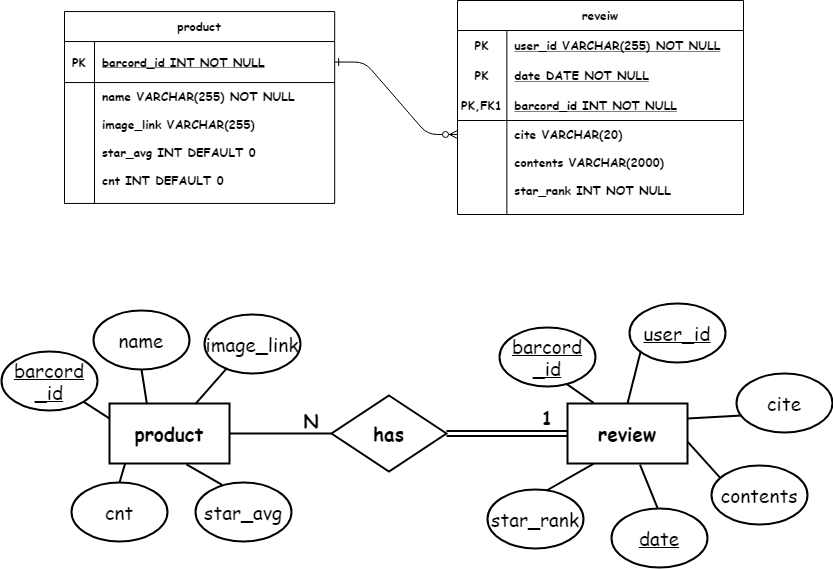 product
PK barcord_id INT NOT NULL
name VARCHAR(255) NOT NULL
image_link VARCHAR(255)
star_avg INT DEFAULT 0
cnt INT DEFAULT 0
reveiw
PK user_id VARCHAR(255) NOT NULL
PK date DATE NOT NULL
PK,FK1 barcord_id INT NOT NULL
cite VARCHAR(20)
contents VARCHAR(2000)
star_rank INT NOT NULL
barcord
_id
name
image_link
product
cnt
star_avg
N
has
1
barcord
_id
user_id
cite
review
contents
star_rank
date